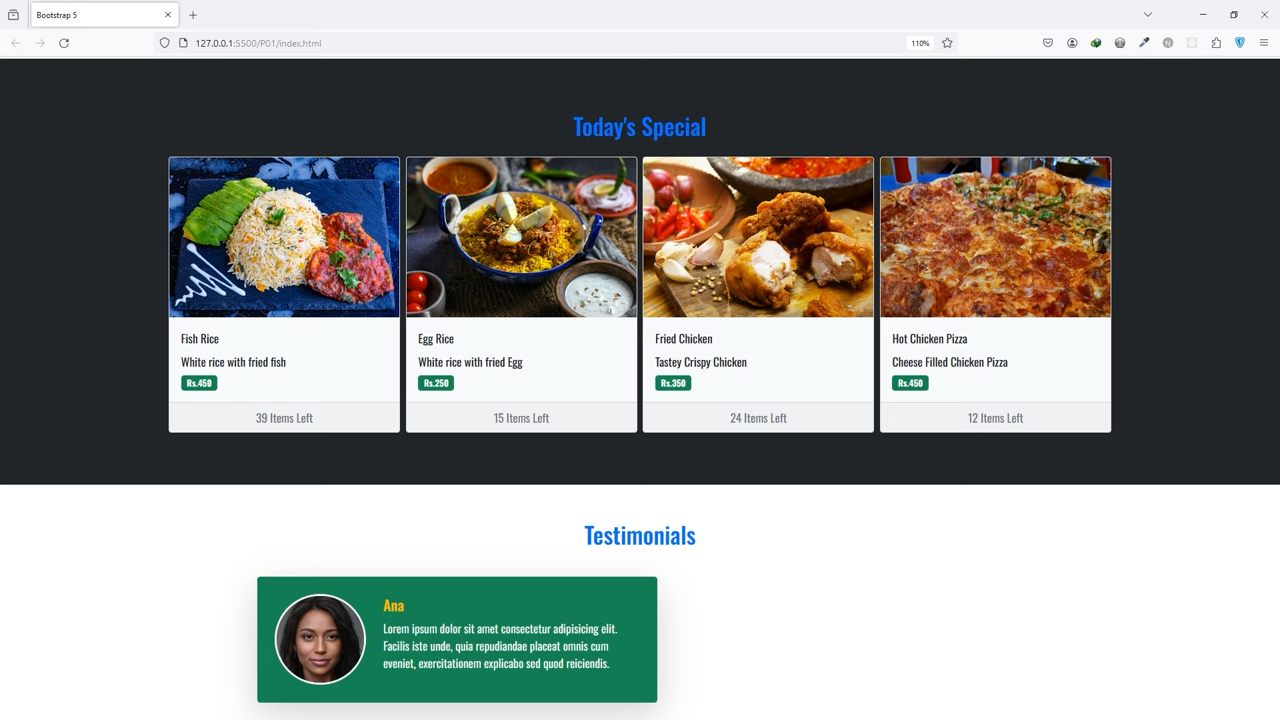 Bootstrap 5
127.0.0.1:5500/P01/index.html
110%
Today's Special
Fish Rice
White rice with fried fish
Rs.450
39 Items Left
Egg Rice
White rice with fried Egg
Rs.250
15 Items Left
Fried Chicken
Tastey Crispy Chicken
Rs.350
24 Items Left
Hot Chicken Pizza
Cheese Filled Chicken Pizza
Rs.450
12 Items Left
Testimonials
Ana
Lorem ipsum dolor sit amet consectetur adipisicing elit.
Facilis iste unde, quia repudiandae placeat omnis cum
eveniet, exercitationem explicabo sed quod reiciendis.